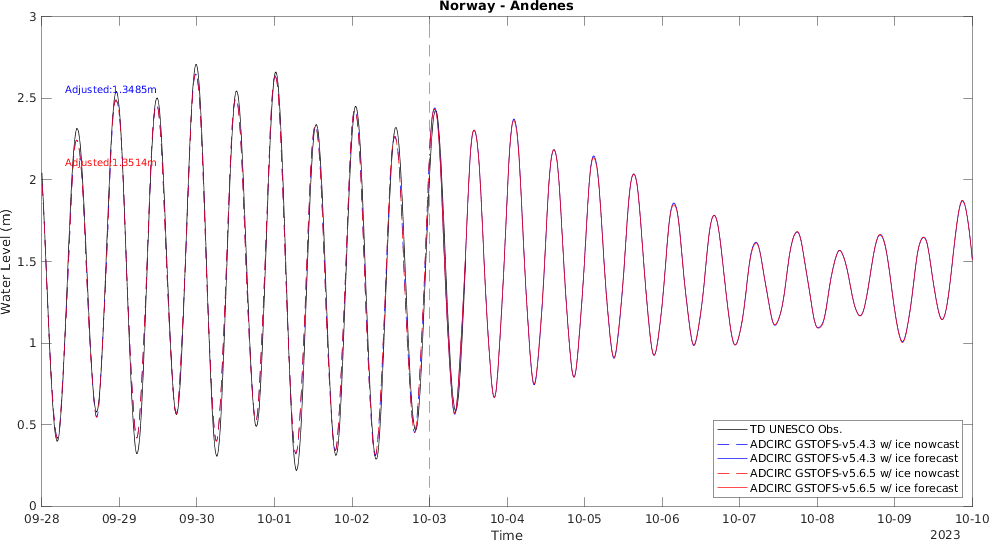 Norway - Andenes
3
2.5
2
1.5
1
0.5
0
Water Level (m)
Adjusted:1.3485m
Adjusted:1.3514m
TD UNESCO Obs.
ADCIRC GSTOFS-v5.4.3 w/ ice nowcast
ADCIRC GSTOFS-v5.4.3 w/ ice forecast
ADCIRC GSTOFS-v5.6.5 w/ ice nowcast
ADCIRC GSTOFS-v5.6.5 w/ ice forecast
09-28 09-29 09-30 10-01 10-02 10-03 10-04 10-05 10-06 10-07 10-08 10-09 10-10
Time
2023